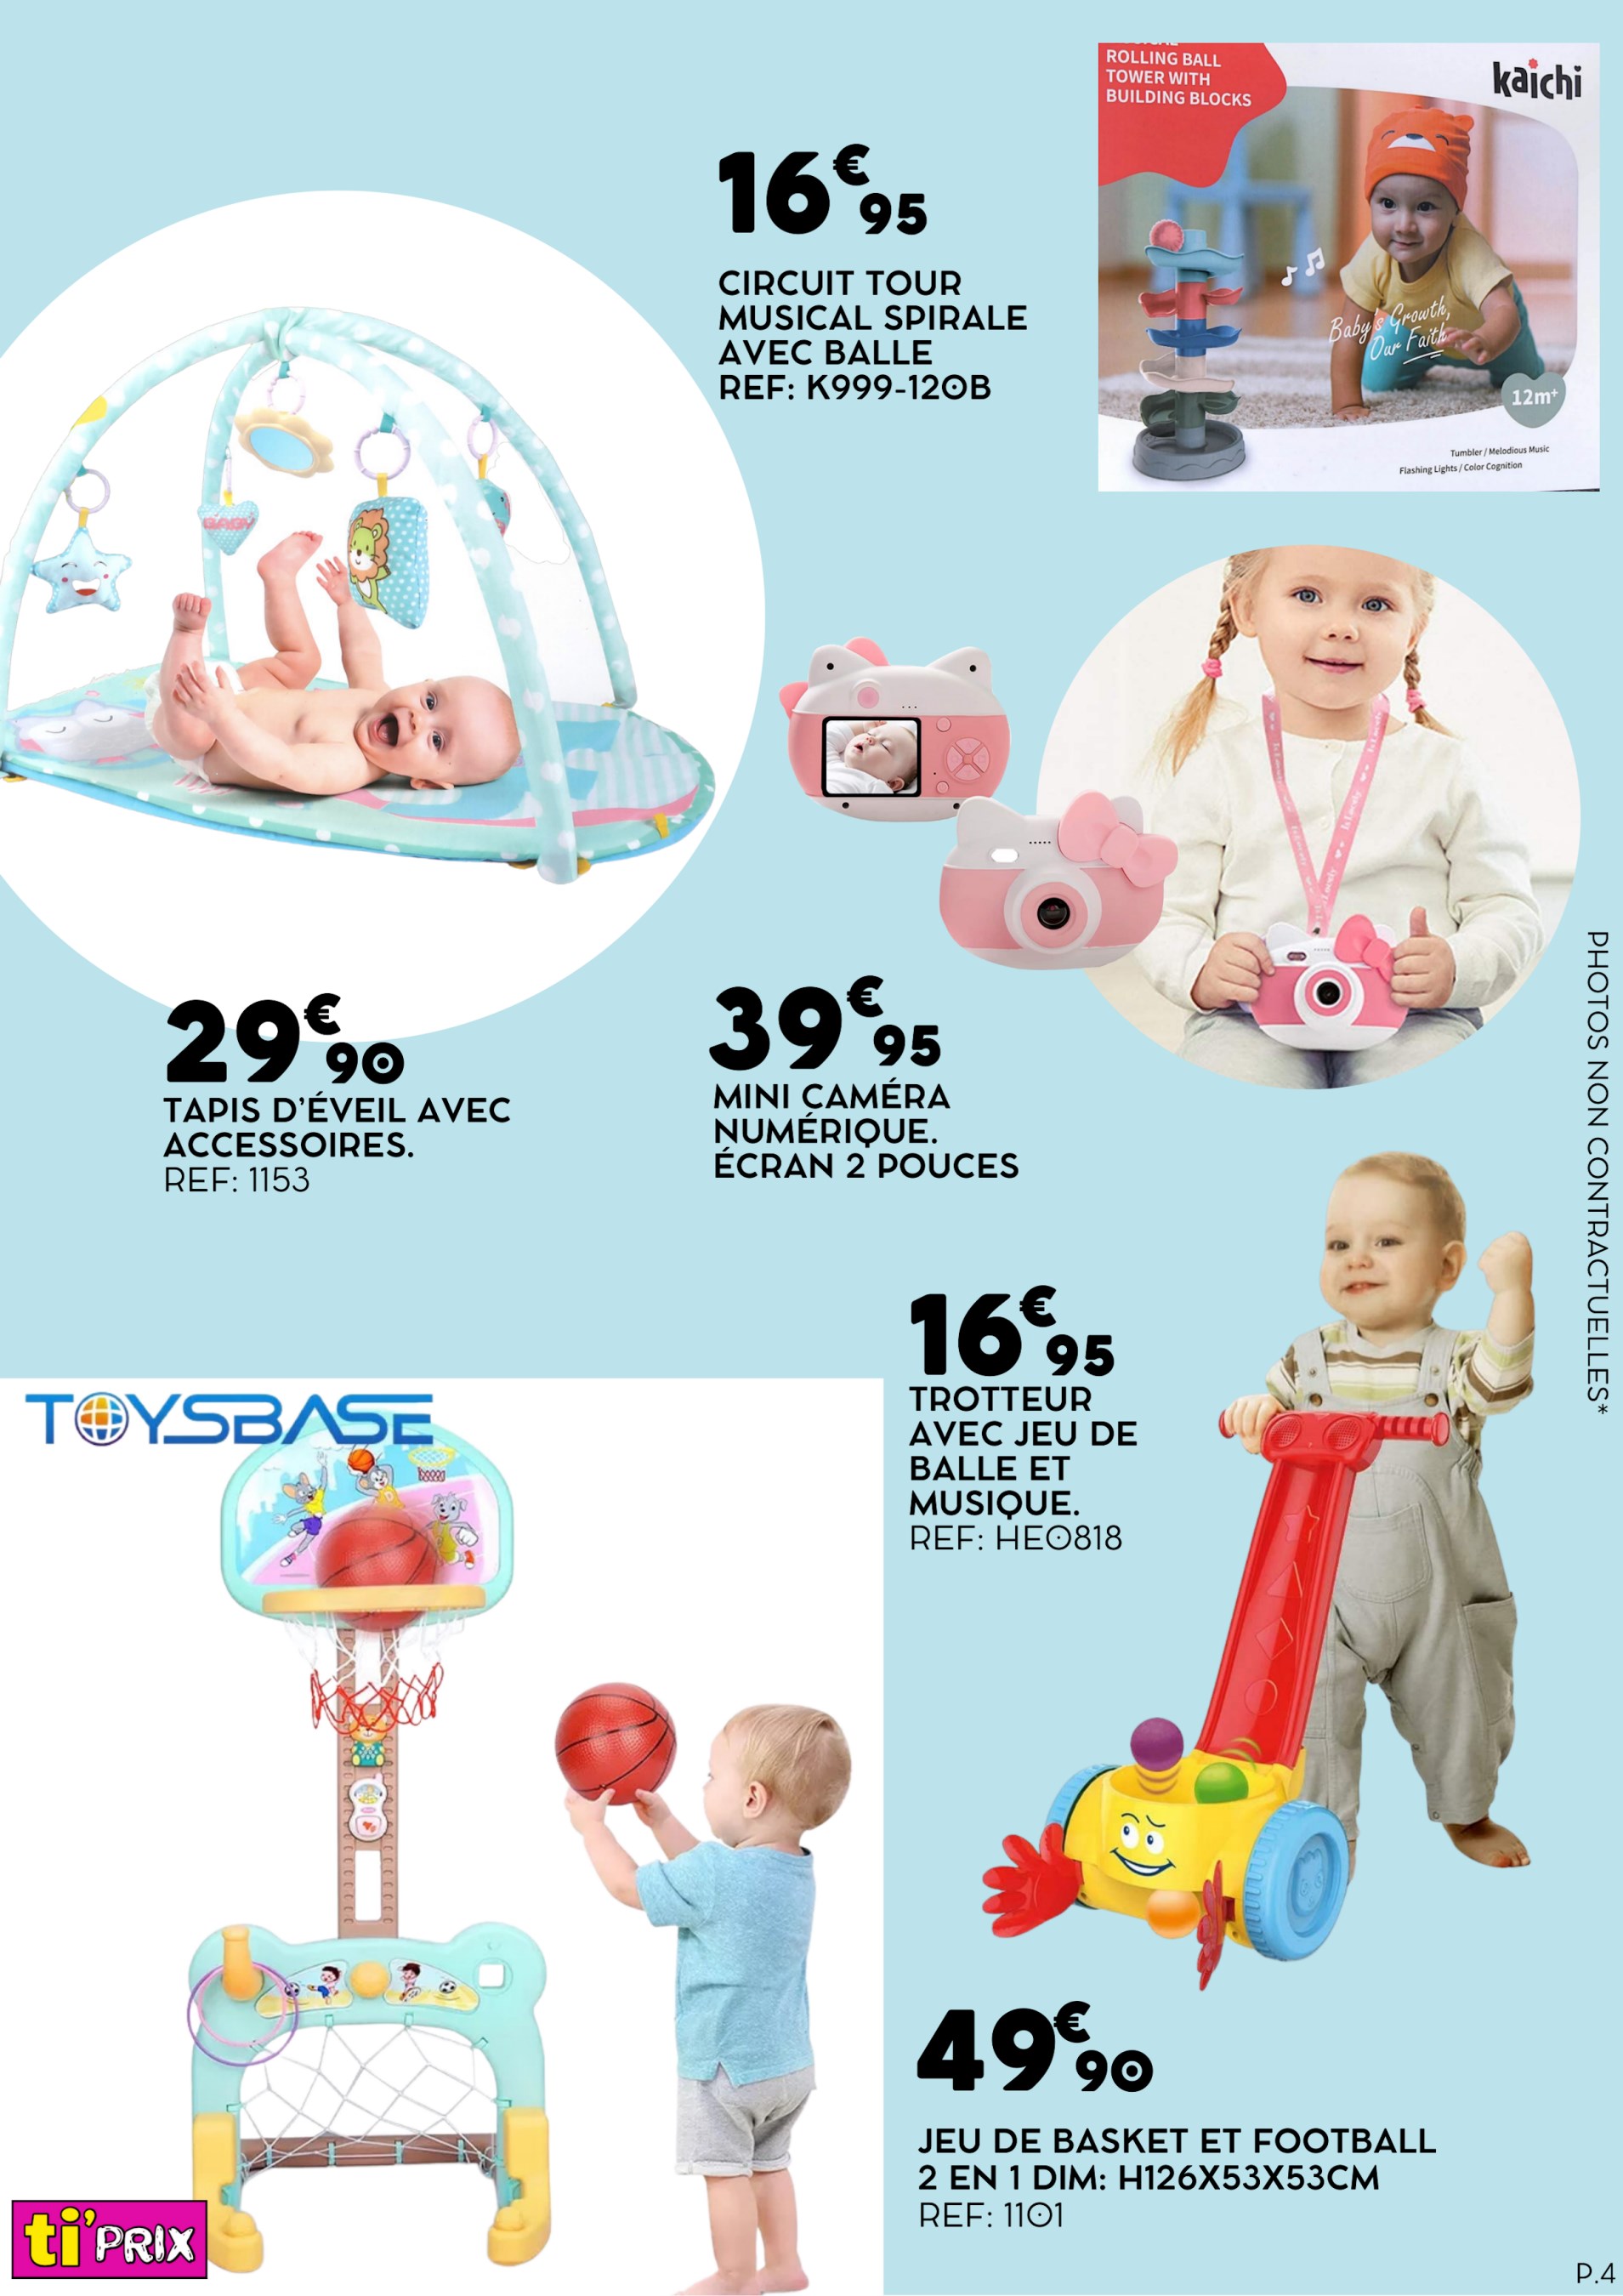 ROLLING BALL
TOWER WITH
BUILDING BLOCKS
kaichi
16€95
CIRCUIT TOUR
MUSICAL SPIRALE
AVEC BALLE
REF: K999-120B
Baby's Growth,
Our Faith
12m+
Tumbler / Melodious Music
Flashing Lights / Color Cognition
BABY
29€90
TAPIS D'ÉVEIL AVEC
ACCESSOIRES.
REF: 1153
39€95
MINI CAMÉRA
NUMÉRIQUE.
ÉCRAN 2 POUCES
PHOTOS NON CONTRACTUELLES*
16€95
TROTTEUR
AVEC JEU DE
BALLE ET
MUSIQUE.
REF: HE0818
TOYSBASE
49€90
JEU DE BASKET ET FOOTBALL
2 EN 1 DIM: H126X53X53CM
REF: 1101
ti'PRIX
P.4